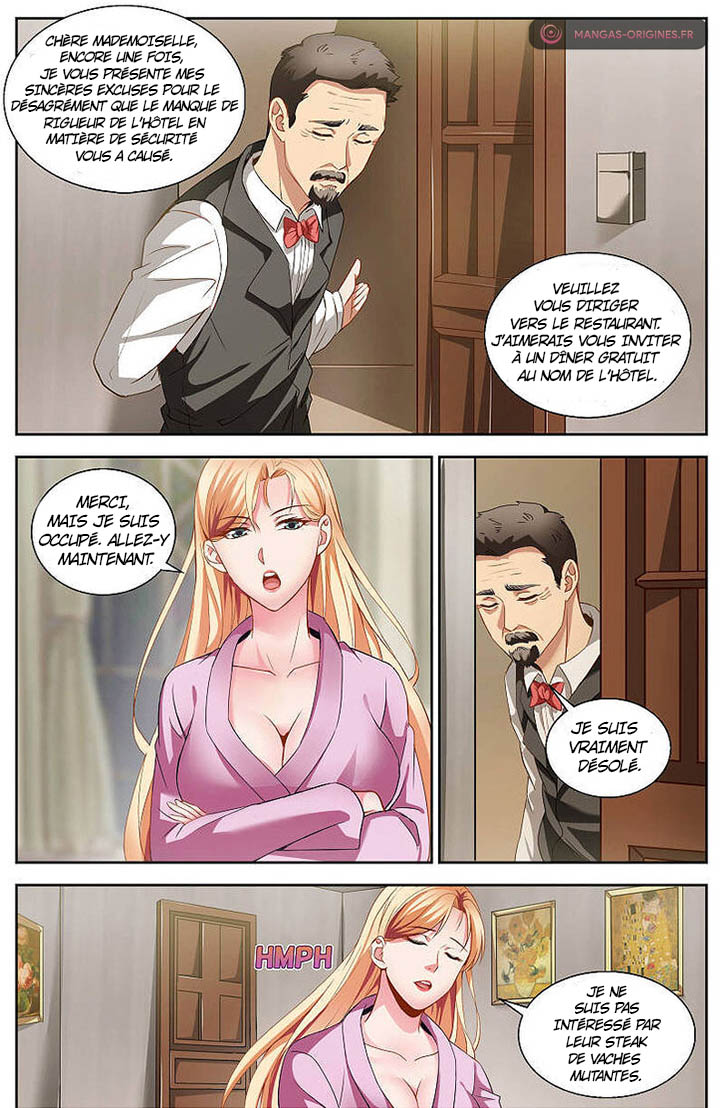 MANGAS-ORIGINES.FR
CHÈRE MADEMOISELLE,
ENCORE UNE FOIS,
JE VOUS PRÉSENTE MES
SINCÈRES EXCUSES POUR LE
DÉSAGRÉMENT QUE LE MANQUE DE
RIGUEUR DE L'HÔTEL EN
MATIÈRE DE SÉCURITÉ
VOUS A CAUSÉ.
VEUILLEZ
VOUS DIRIGER
VERS LE RESTAURANT.
J'AIMERAIS VOUS INVITER
À UN DÎNER GRATUIT
AU NOM DE L'HÔTEL.
MERCI,
MAIS JE SUIS
OCCUPÉ. ALLEZ-Y
MAINTENANT.
JE SUIS
VRAIMENT
DÉSOLÉ.
HMPH
JE NE
SUIS PAS
INTÉRESSÉ PAR
LEUR STEAK
DE VACHES
MUTANTES.